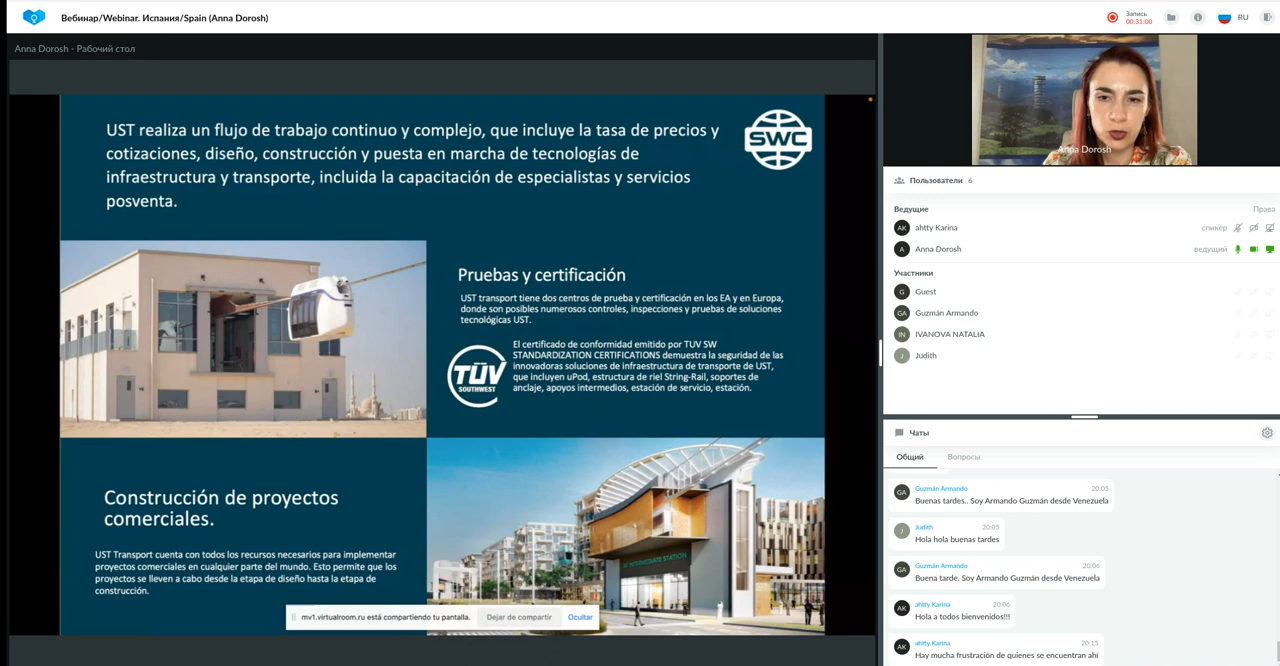 Вебинар/Webinar. Испания/Spain (Anna Dorosh)
Запись
00:31:00
RU
Anna Dorosh - Рабочий стол
UST realiza un flujo de trabajo continuo y complejo, que incluye la tasa de precios y
cotizaciones, diseño, construcción y puesta en marcha de tecnologías de
infraestructura y transporte, incluida la capacitación de especialistas y servicios
posventa.
SWC
Pruebas y certificación
UST transport tiene dos centros de prueba y certificación en los EA y en Europa,
donde son posibles numerosos controles, inspecciones y pruebas de soluciones
tecnológicas UST.
TÜV
SOUTHWEST
El certificado de conformidad emitido por TUV SW
STANDARDIZATION CERTIFICATIONS demuestra la seguridad de las
innovadoras soluciones de infraestructura de transporte de UST,
que incluyen uPod, estructura de riel String-Rail, soportes de
anclaje, apoyos intermedios, estación de servicio, estación.
Construcción de proyectos
comerciales.
UST Transport cuenta con todos los recursos necesarios para implementar
proyectos comerciales en cualquier parte del mundo. Esto permite que los
proyectos se lleven a cabo desde la etapa de diseño hasta la etapa de
construcción.
INTERMEDIATE STATION
mv1.virtualroom.ru está compartiendo tu pantalla.
Dejar de compartir
Ocultar
Anna Dorosh
Пользователи 6
Ведущие
Права
AK
ahtty Karina
спикер
A
Anna Dorosh
ведущий
Участники
G
Guest
GA
Guzmán Armando
IN
IVANOVA NATALIA
J
Judith
Чаты
Общий
Вопросы
GA
Guzmán Armando 20:05
Buenas tardes.. Soy Armando Guzmán desde Venezuela
J
Judith 20:05
Hola hola buenas tardes
GA
Guzmán Armando 20:06
Buena tarde. Soy Armando Guzmán desde Venezuela
AK
ahtty Karina 20:06
Hola a todos bienvenidos!!!
AK
ahtty Karina 20:15
Hay mucha frustración de quienes se encuentran ahí